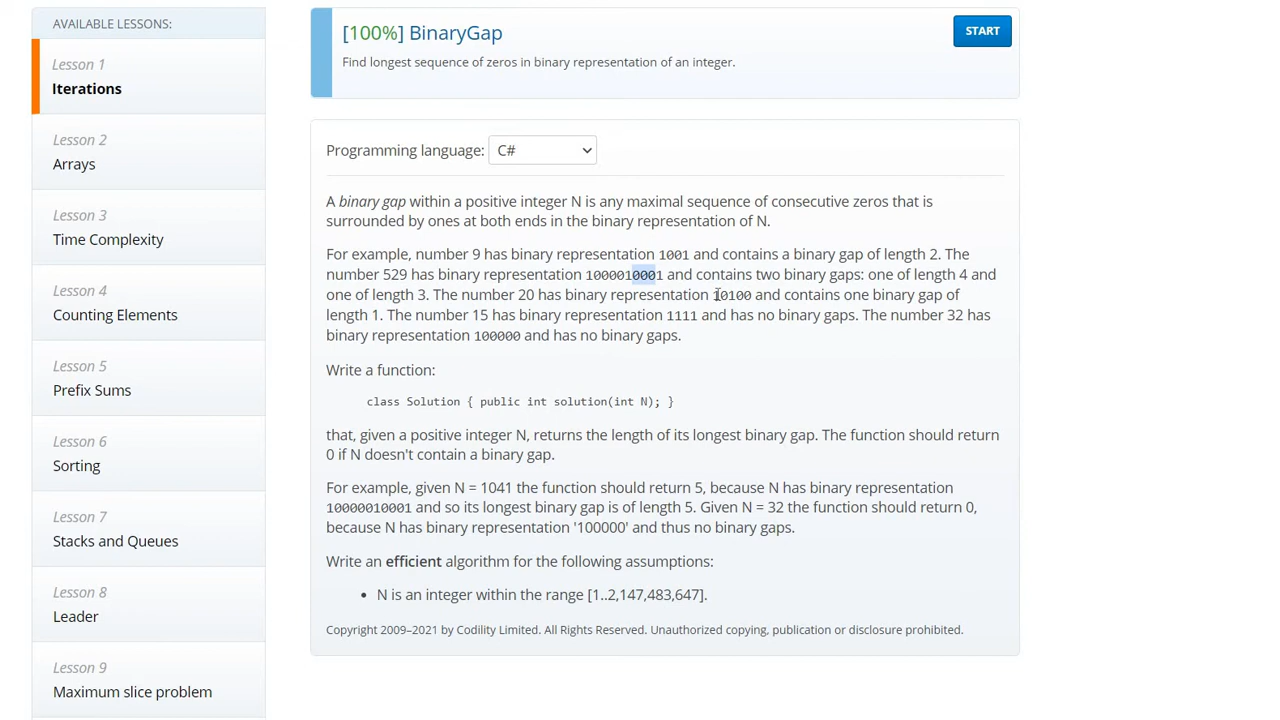 AVAILABLE LESSONS:
Lesson 1
Iterations
Lesson 2
Arrays
Lesson 3
Time Complexity
Lesson 4
Counting Elements
Lesson 5
Prefix Sums
Lesson 6
Sorting
Lesson 7
Stacks and Queues
Lesson 8
Leader
Lesson 9
Maximum slice problem
[100%] BinaryGap
START
Find longest sequence of zeros in binary representation of an integer.
Programming language: C#
A binary gap within a positive integer N is any maximal sequence of consecutive zeros that is
surrounded by ones at both ends in the binary representation of N.
For example, number 9 has binary representation 1001 and contains a binary gap of length 2. The
number 529 has binary representation 1000010001 and contains two binary gaps: one of length 4 and
one of length 3. The number 20 has binary representation 10100 and contains one binary gap of
length 1. The number 15 has binary representation 1111 and has no binary gaps. The number 32 has
binary representation 100000 and has no binary gaps.
Write a function:
class Solution { public int solution(int N); }
that, given a positive integer N, returns the length of its longest binary gap. The function should return
0 if N doesn't contain a binary gap.
For example, given N = 1041 the function should return 5, because N has binary representation
10000010001 and so its longest binary gap is of length 5. Given N = 32 the function should return 0,
because N has binary representation '100000' and thus no binary gaps.
Write an efficient algorithm for the following assumptions:
• N is an integer within the range [1..2,147,483,647].
Copyright 2009–2021 by Codility Limited. All Rights Reserved. Unauthorized copying, publication or disclosure prohibited.